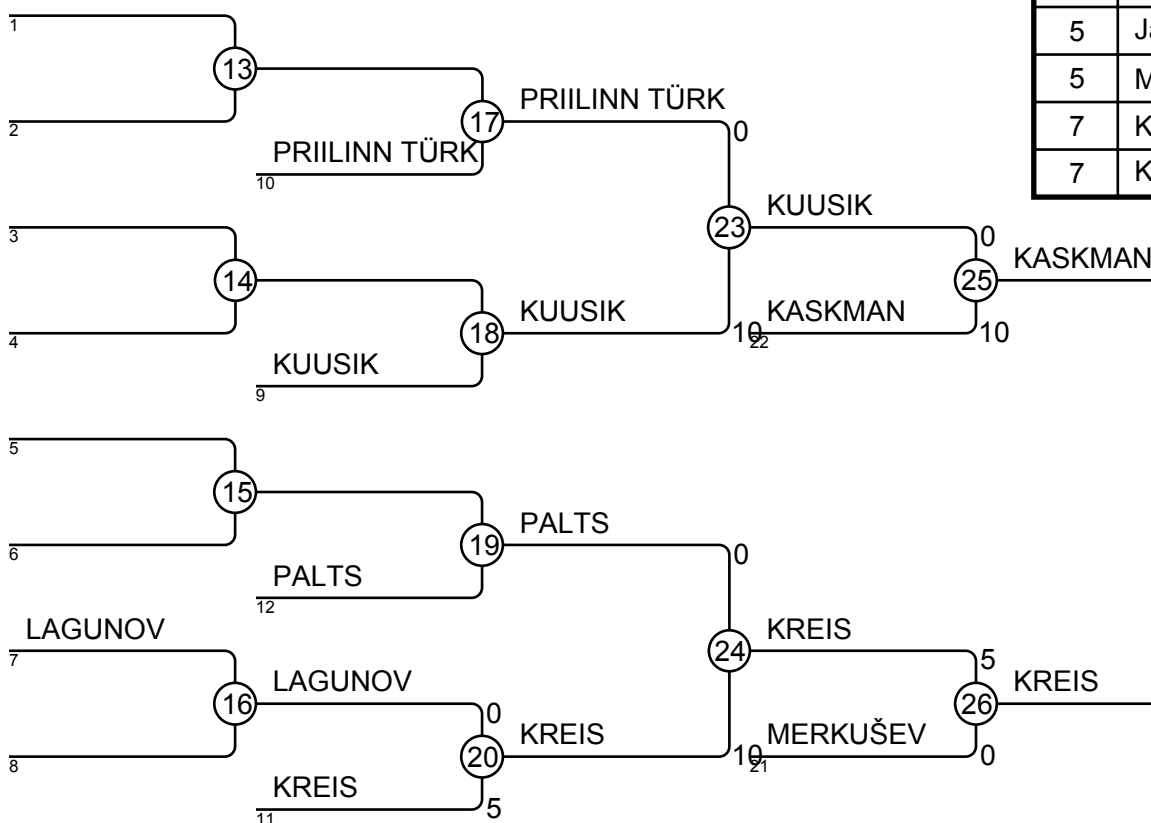 1
5 Ja
13
5 M
PRIILINN TÜRK
2
17
0
7 K
PRIILINN TÜRK
10
7 K
KUUSIK
3
23
0
KASKMAN
14
25
KUUSIK
KASKMAN
4
18
10
22
10
KUUSIK
9
5
15
PALTS
6
19
0
PALTS
12
LAGUNOV
KREIS
7
24
5
LAGUNOV
KREIS
16
0
26
KREIS
MERKUŠEV
8
20
10
21
0
KREIS
11
5